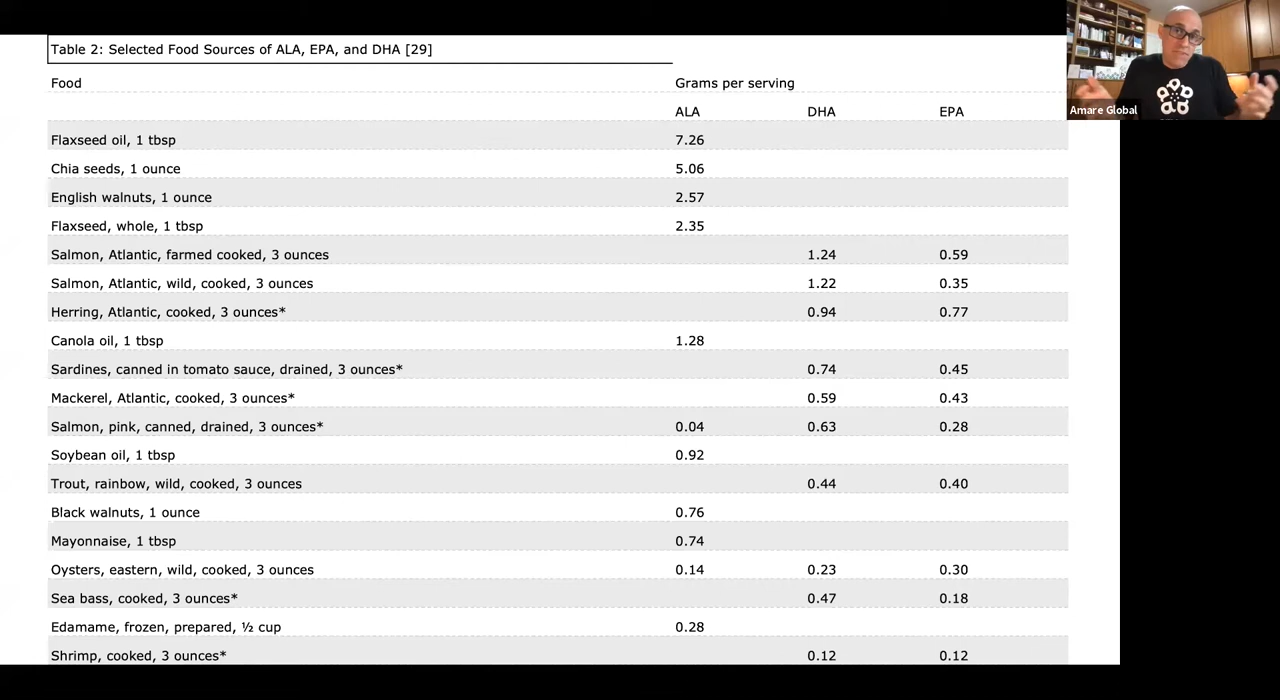 Table 2: Selected Food Sources of ALA, EPA, and DHA [29]
Food Grams per serving
ALA DHA EPA
Flaxseed oil, 1 tbsp 7.26
Chia seeds, 1 ounce 5.06
English walnuts, 1 ounce 2.57
Flaxseed, whole, 1 tbsp 2.35
Salmon, Atlantic, farmed cooked, 3 ounces 1.24 0.59
Salmon, Atlantic, wild, cooked, 3 ounces 1.22 0.35
Herring, Atlantic, cooked, 3 ounces* 0.94 0.77
Canola oil, 1 tbsp 1.28
Sardines, canned in tomato sauce, drained, 3 ounces* 0.74 0.45
Mackerel, Atlantic, cooked, 3 ounces* 0.59 0.43
Salmon, pink, canned, drained, 3 ounces* 0.04 0.63 0.28
Soybean oil, 1 tbsp 0.92
Trout, rainbow, wild, cooked, 3 ounces 0.44 0.40
Black walnuts, 1 ounce 0.76
Mayonnaise, 1 tbsp 0.74
Oysters, eastern, wild, cooked, 3 ounces 0.14 0.23 0.30
Sea bass, cooked, 3 ounces* 0.47 0.18
Edamame, frozen, prepared, ½ cup 0.28
Shrimp, cooked, 3 ounces* 0.12 0.12
Amare Global